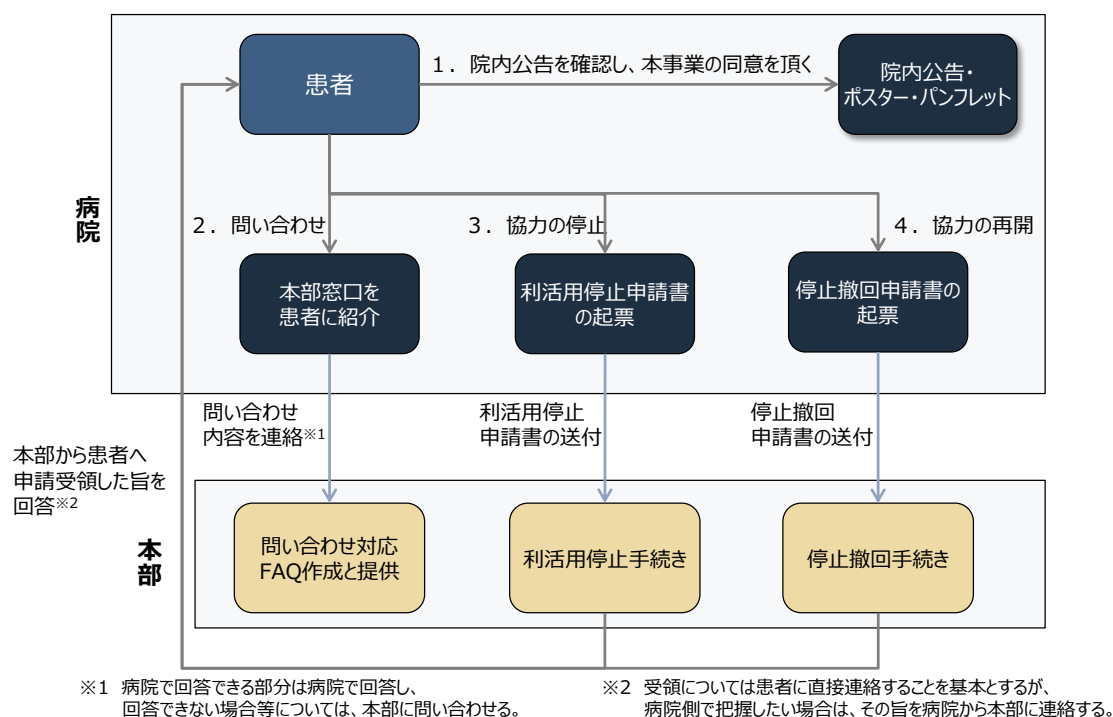 患者
1．院内公告を確認し、本事業の同意を頂く
院内公告・
ポスター・パンフレット
病院
2．問い合わせ
3．協力の停止
4．協力の再開
本部窓口を
患者に紹介
利活用停止申請書
の起票
停止撤回申請書の
起票
問い合わせ
内容を連絡※1
利活用停止
申請書の送付
停止撤回
申請書の送付
本部から患者へ
申請受領した旨を
回答※2
本部
問い合わせ対応
FAQ作成と提供
利活用停止手続き
停止撤回手続き
※1 病院で回答できる部分は病院で回答し、
回答できない場合等については、本部に問い合わせる。
※2 受領については患者に直接連絡することを基本とするが、
病院側で把握したい場合は、その旨を病院から本部に連絡する。